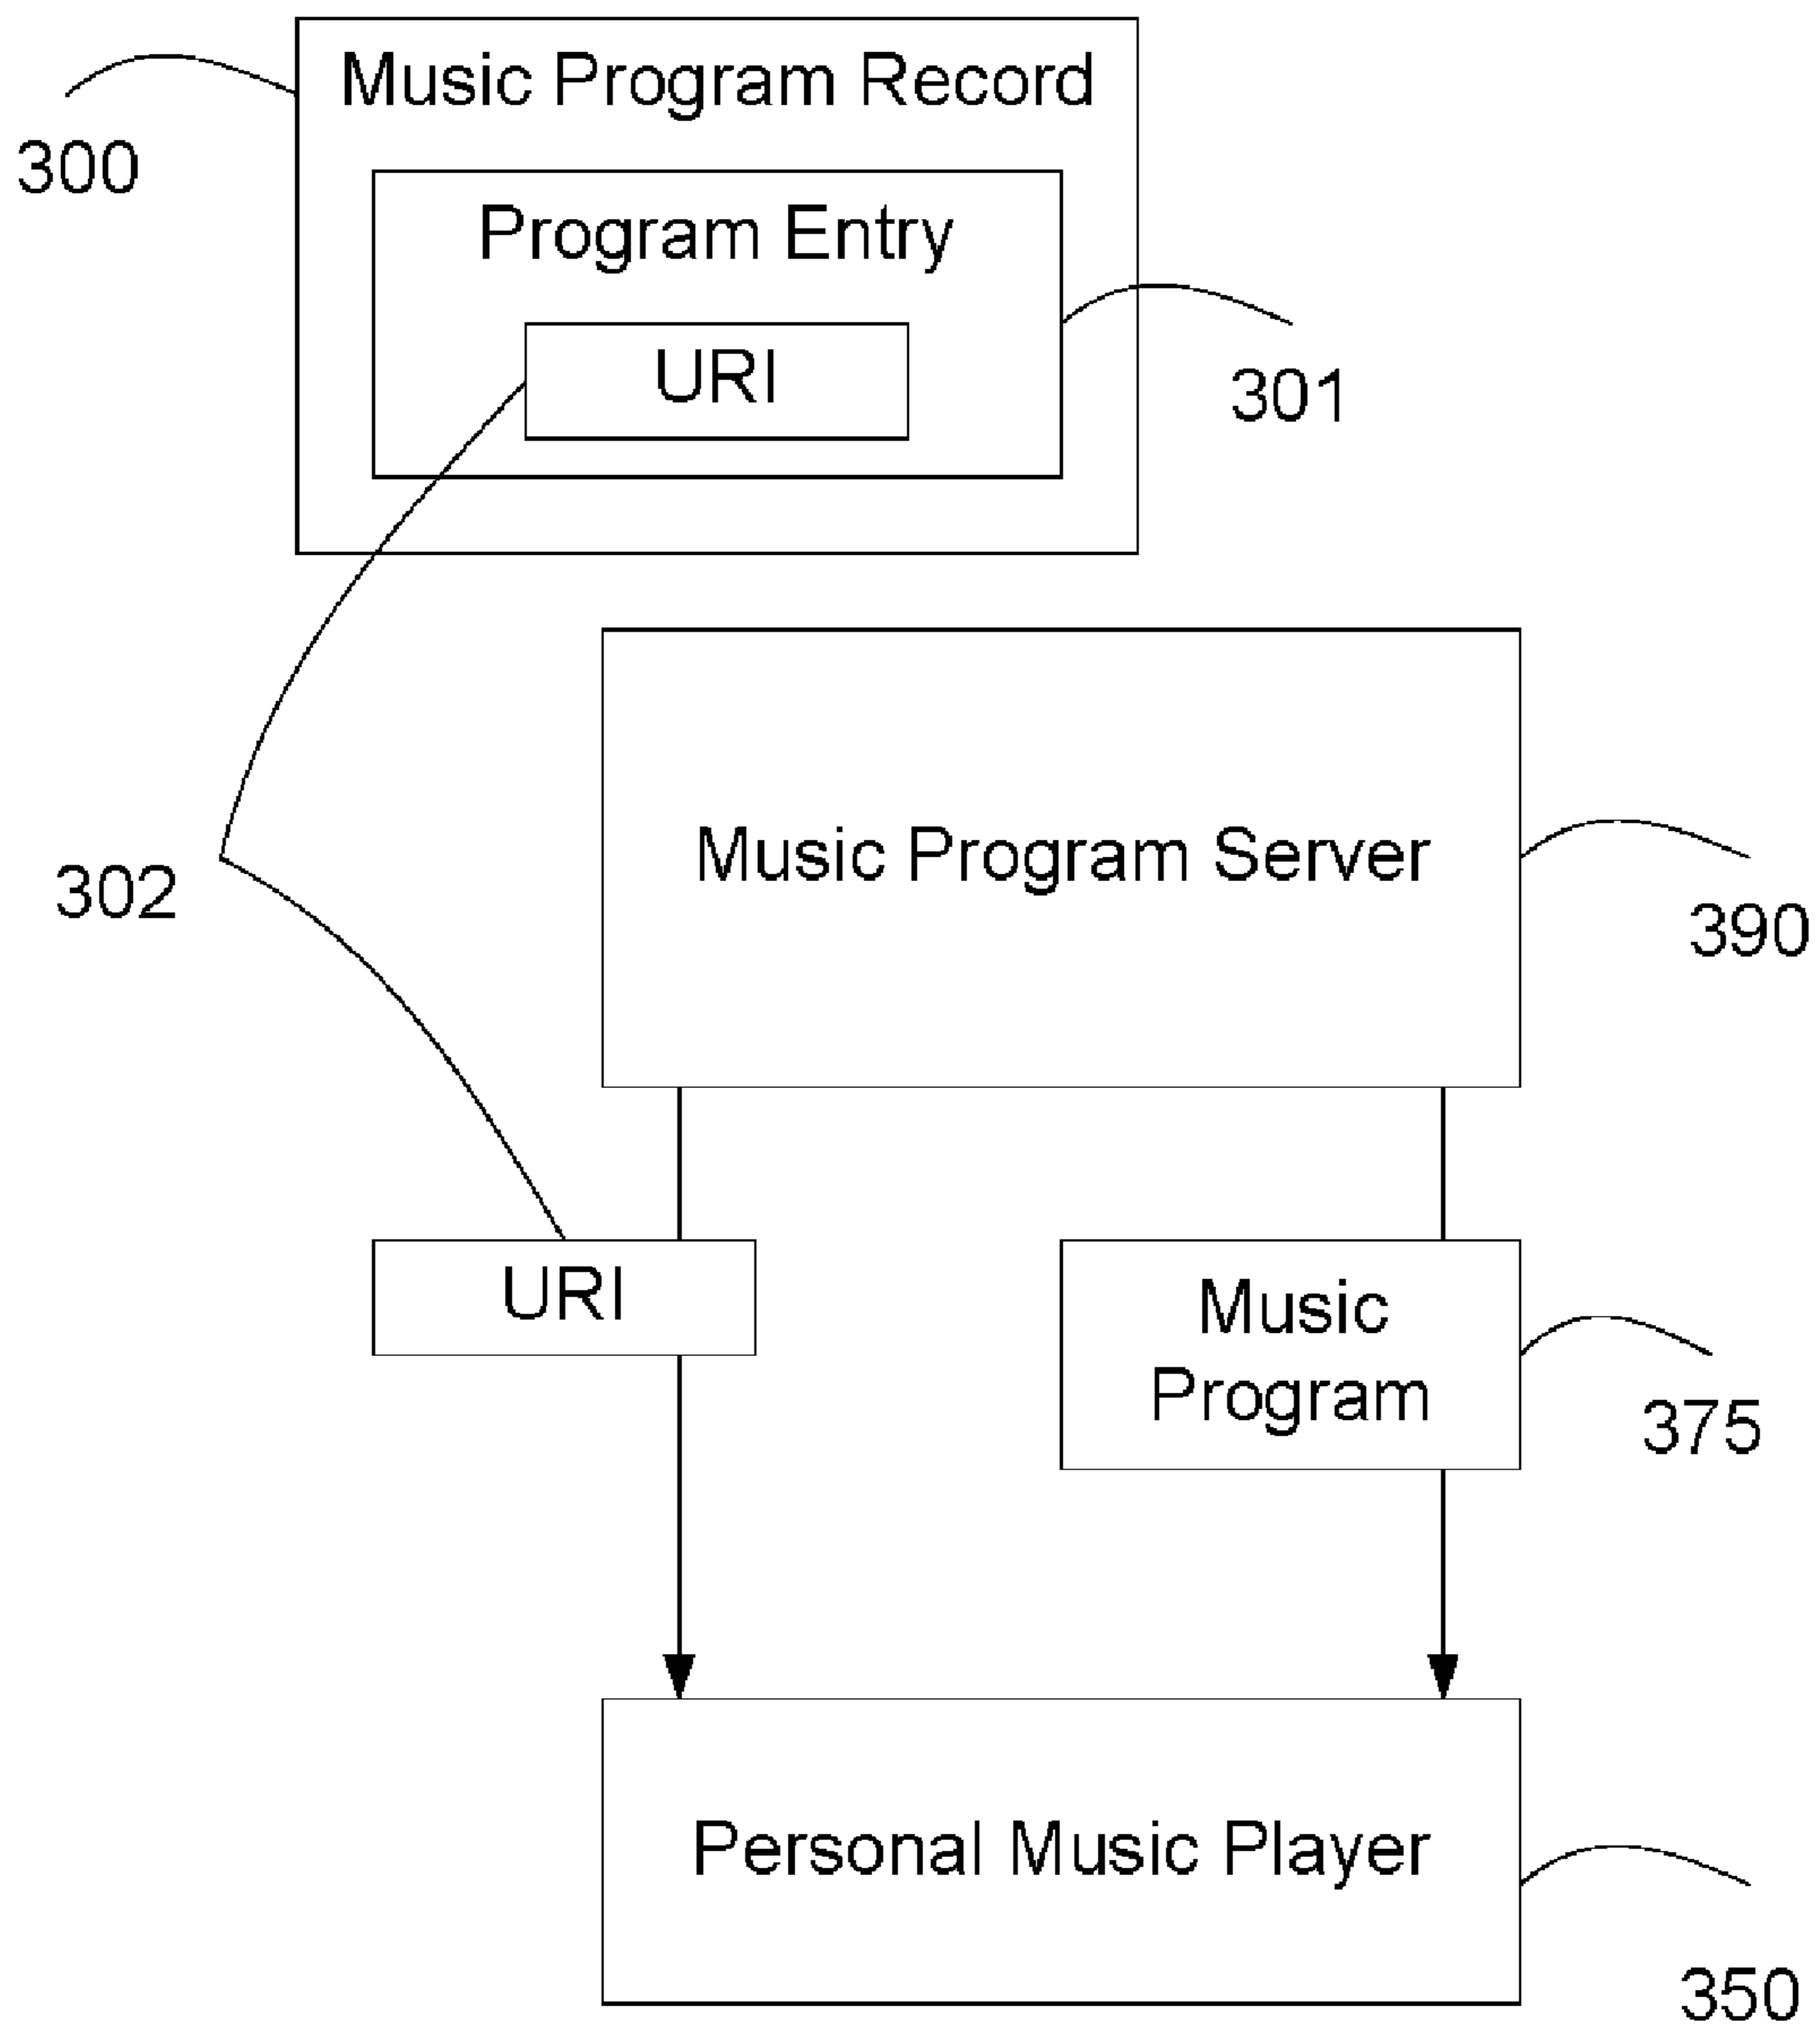 Music Program Record
300
Program Entry
URI
301
Music Program Server
302
390
URI
Music
Program
375
Personal Music Player
350